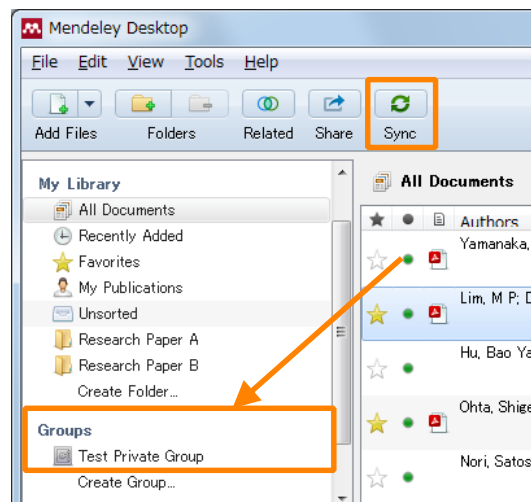 Mendeley Desktop
File Edit View Tools Help
Add Files Folders Related Share Sync
My Library
All Documents
Recently Added
Favorites
My Publications
Unsorted
Research Paper A
Research Paper B
Create Folder...
Groups
Test Private Group
Create Group...
All Documents
Authors
Yamanaka,
Lim, M P; D
Hu, Bao Ya
Ohta, Shige
Nori, Satos